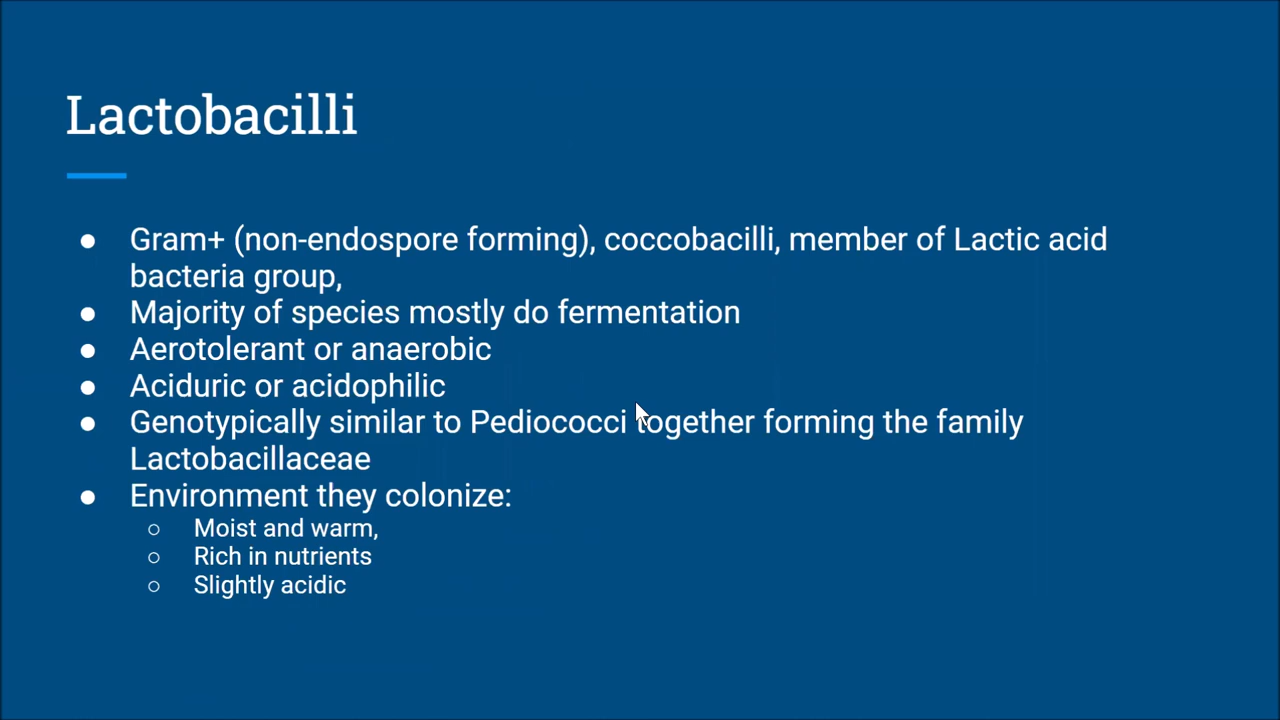 Lactobacilli
● Gram+ (non-endospore forming), coccobacilli, member of Lactic acid
bacteria group,
● Majority of species mostly do fermentation
● Aerotolerant or anaerobic
● Aciduric or acidophilic
● Genotypically similar to Pediococci together forming the family
Lactobacillaceae
● Environment they colonize:
○ Moist and warm,
○ Rich in nutrients
○ Slightly acidic